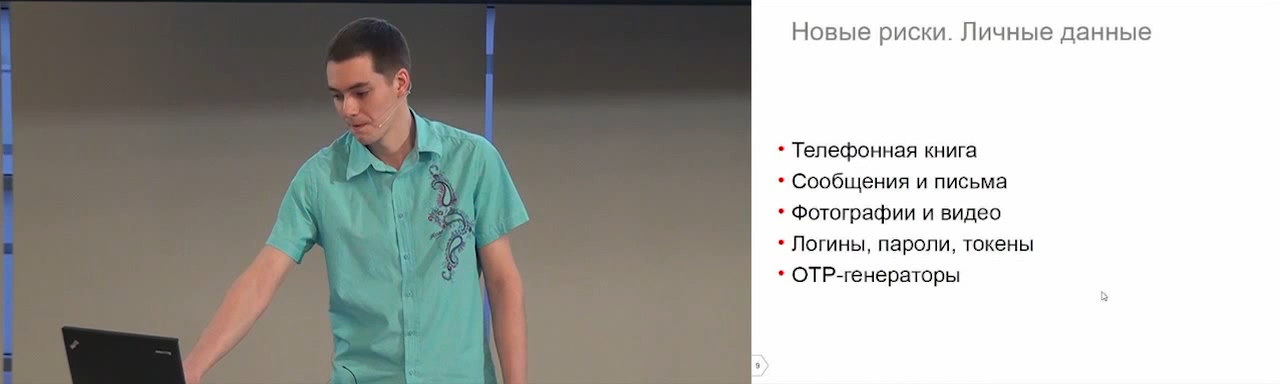 Новые риски. Личные данные
• Телефонная книга
• Сообщения и письма
• Фотографии и видео
• Логины, пароли, токены
• OTP-генераторы
9